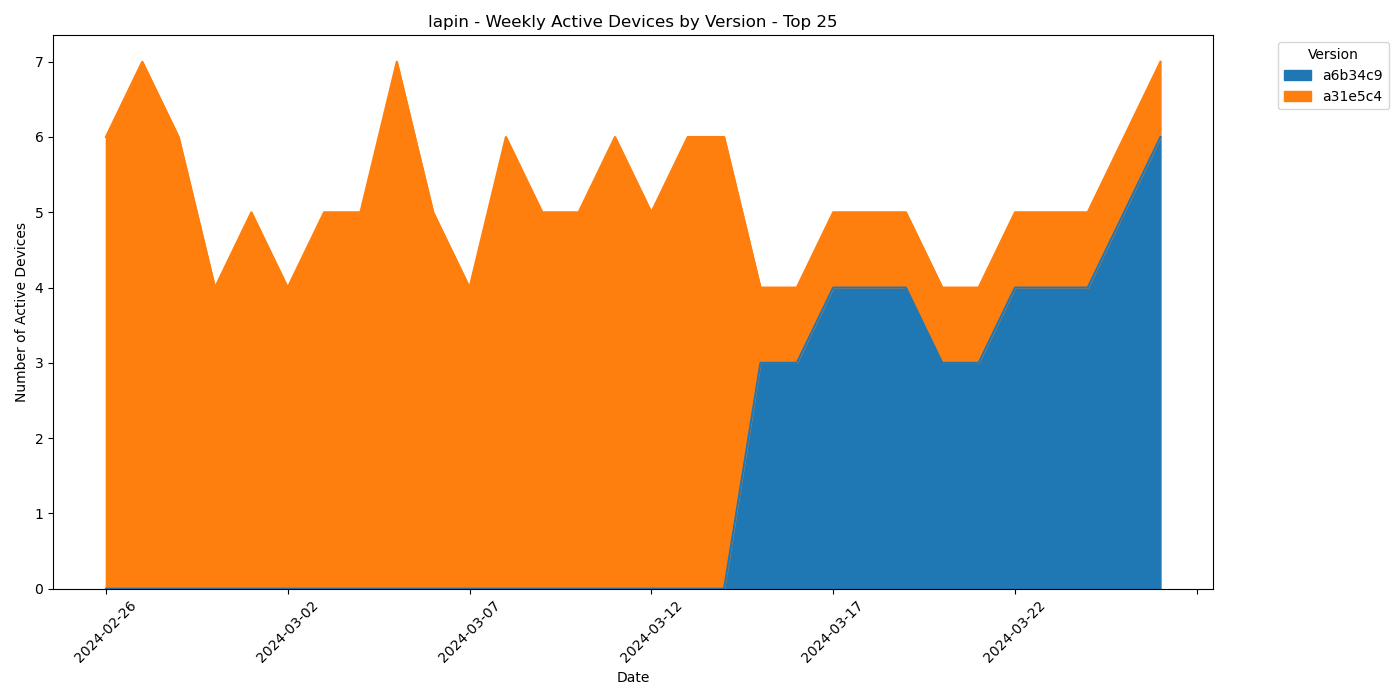 lapin - Weekly Active Devices by Version - Top 25
Version
a6b34c9
a31e5c4
Number of Active Devices
7
6
5
4
3
2
1
0
2024-02-26
2024-03-02
2024-03-07
2024-03-12
2024-03-17
2024-03-22
Date